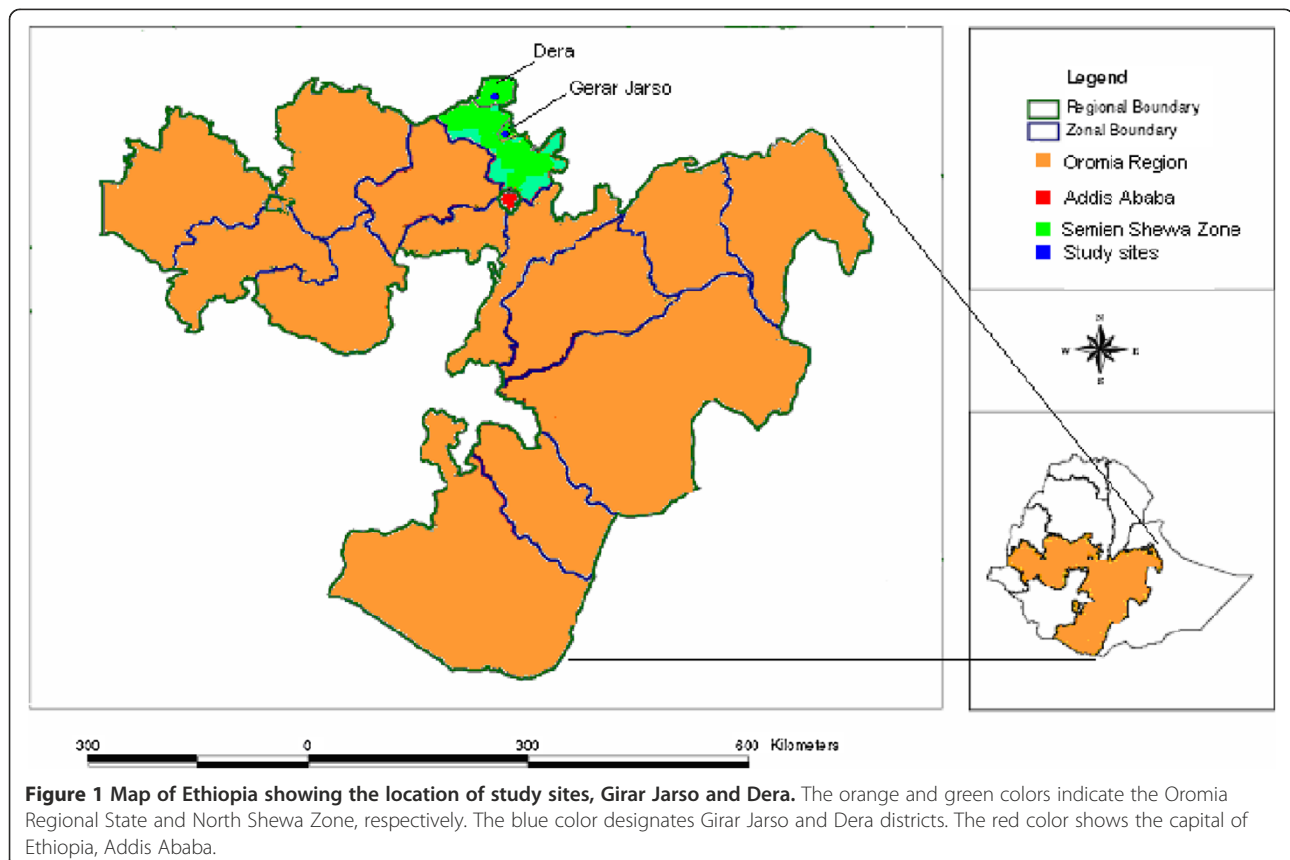 Dera
Gerar Jarso
Legend
Regional Boundary
Zonal Boundary
Oromia Region
Addis Ababa
Semien Shewa Zone
Study sites
N
W E
S
300 0 300 600 Kilometers
Figure 1 Map of Ethiopia showing the location of study sites, Girar Jarso and Dera. The orange and green colors indicate the Oromia
Regional State and North Shewa Zone, respectively. The blue color designates Girar Jarso and Dera districts. The red color shows the capital of
Ethiopia, Addis Ababa.